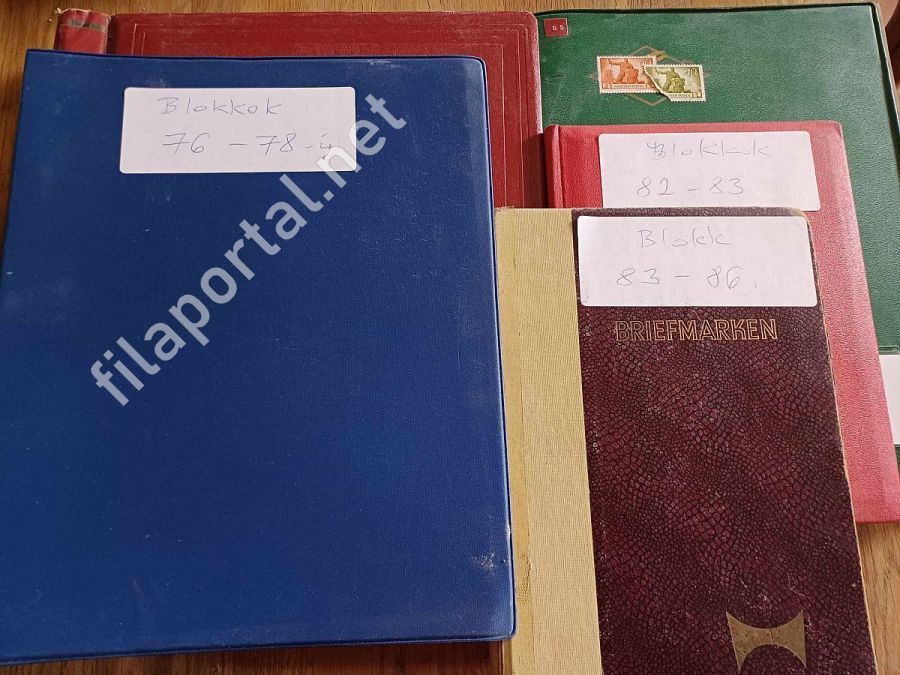 Blokkok
76 - 78-ig
Blokkok
82 - 83
Blokk
83 - 86.
BRIEFMARKEN
filaportal.net